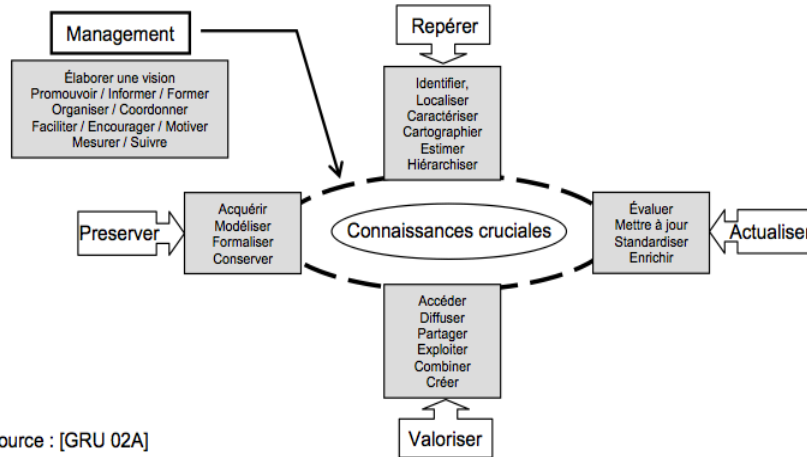 Management
Élaborer une vision
Promouvoir / Informer / Former
Organiser / Coordonner
Faciliter / Encourager / Motiver
Mesurer / Suivre
Repérer
Identifier,
Localiser
Caractériser
Cartographier
Estimer
Hiérarchiser
Preserver
Acquérir
Modéliser
Formaliser
Conserver
Connaissances cruciales
Évaluer
Mettre à jour
Standardiser
Enrichir
Actualiser
Accéder
Diffuser
Partager
Exploiter
Combiner
Créer
Valoriser
ource : [GRU 02A]